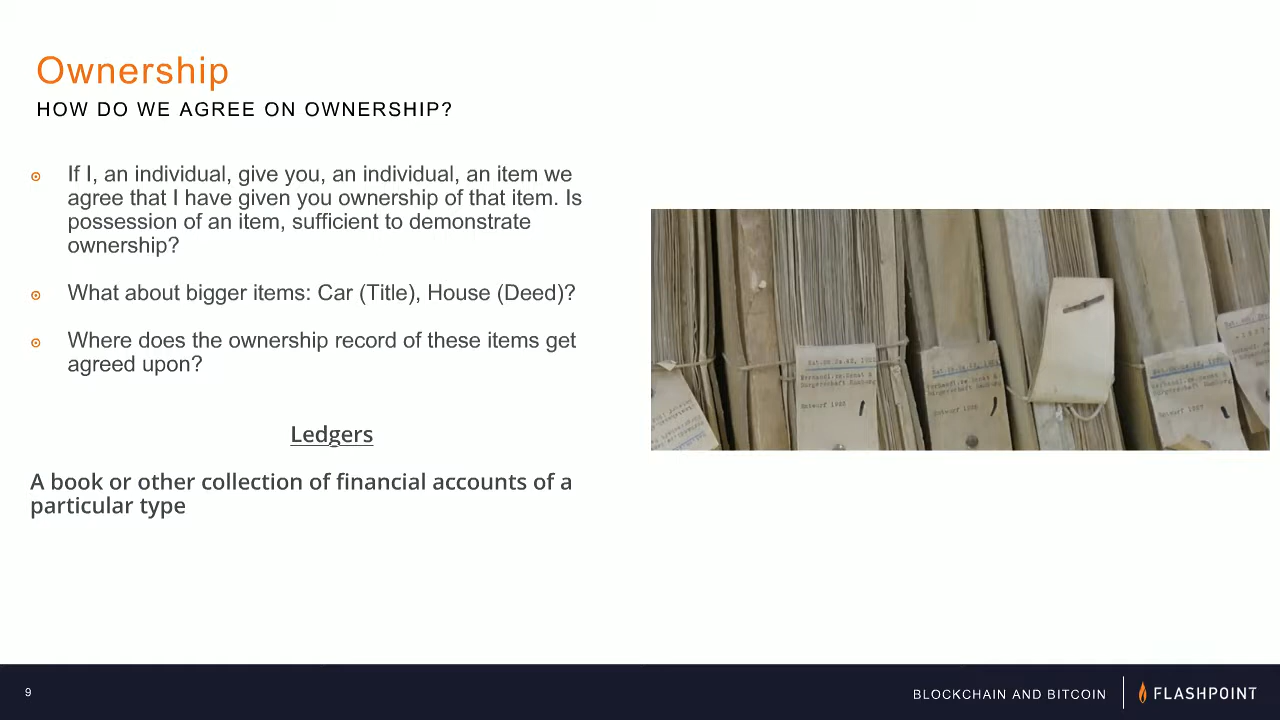 Ownership
HOW DO WE AGREE ON OWNERSHIP?
If I, an individual, give you, an individual, an item we
agree that I have given you ownership of that item. Is
possession of an item, sufficient to demonstrate
ownership?
What about bigger items: Car (Title), House (Deed)?
Where does the ownership record of these items get
agreed upon?
Ledgers
A book or other collection of financial accounts of a
particular type
9
BLOCKCHAIN AND BITCOIN
FLASHPOINT